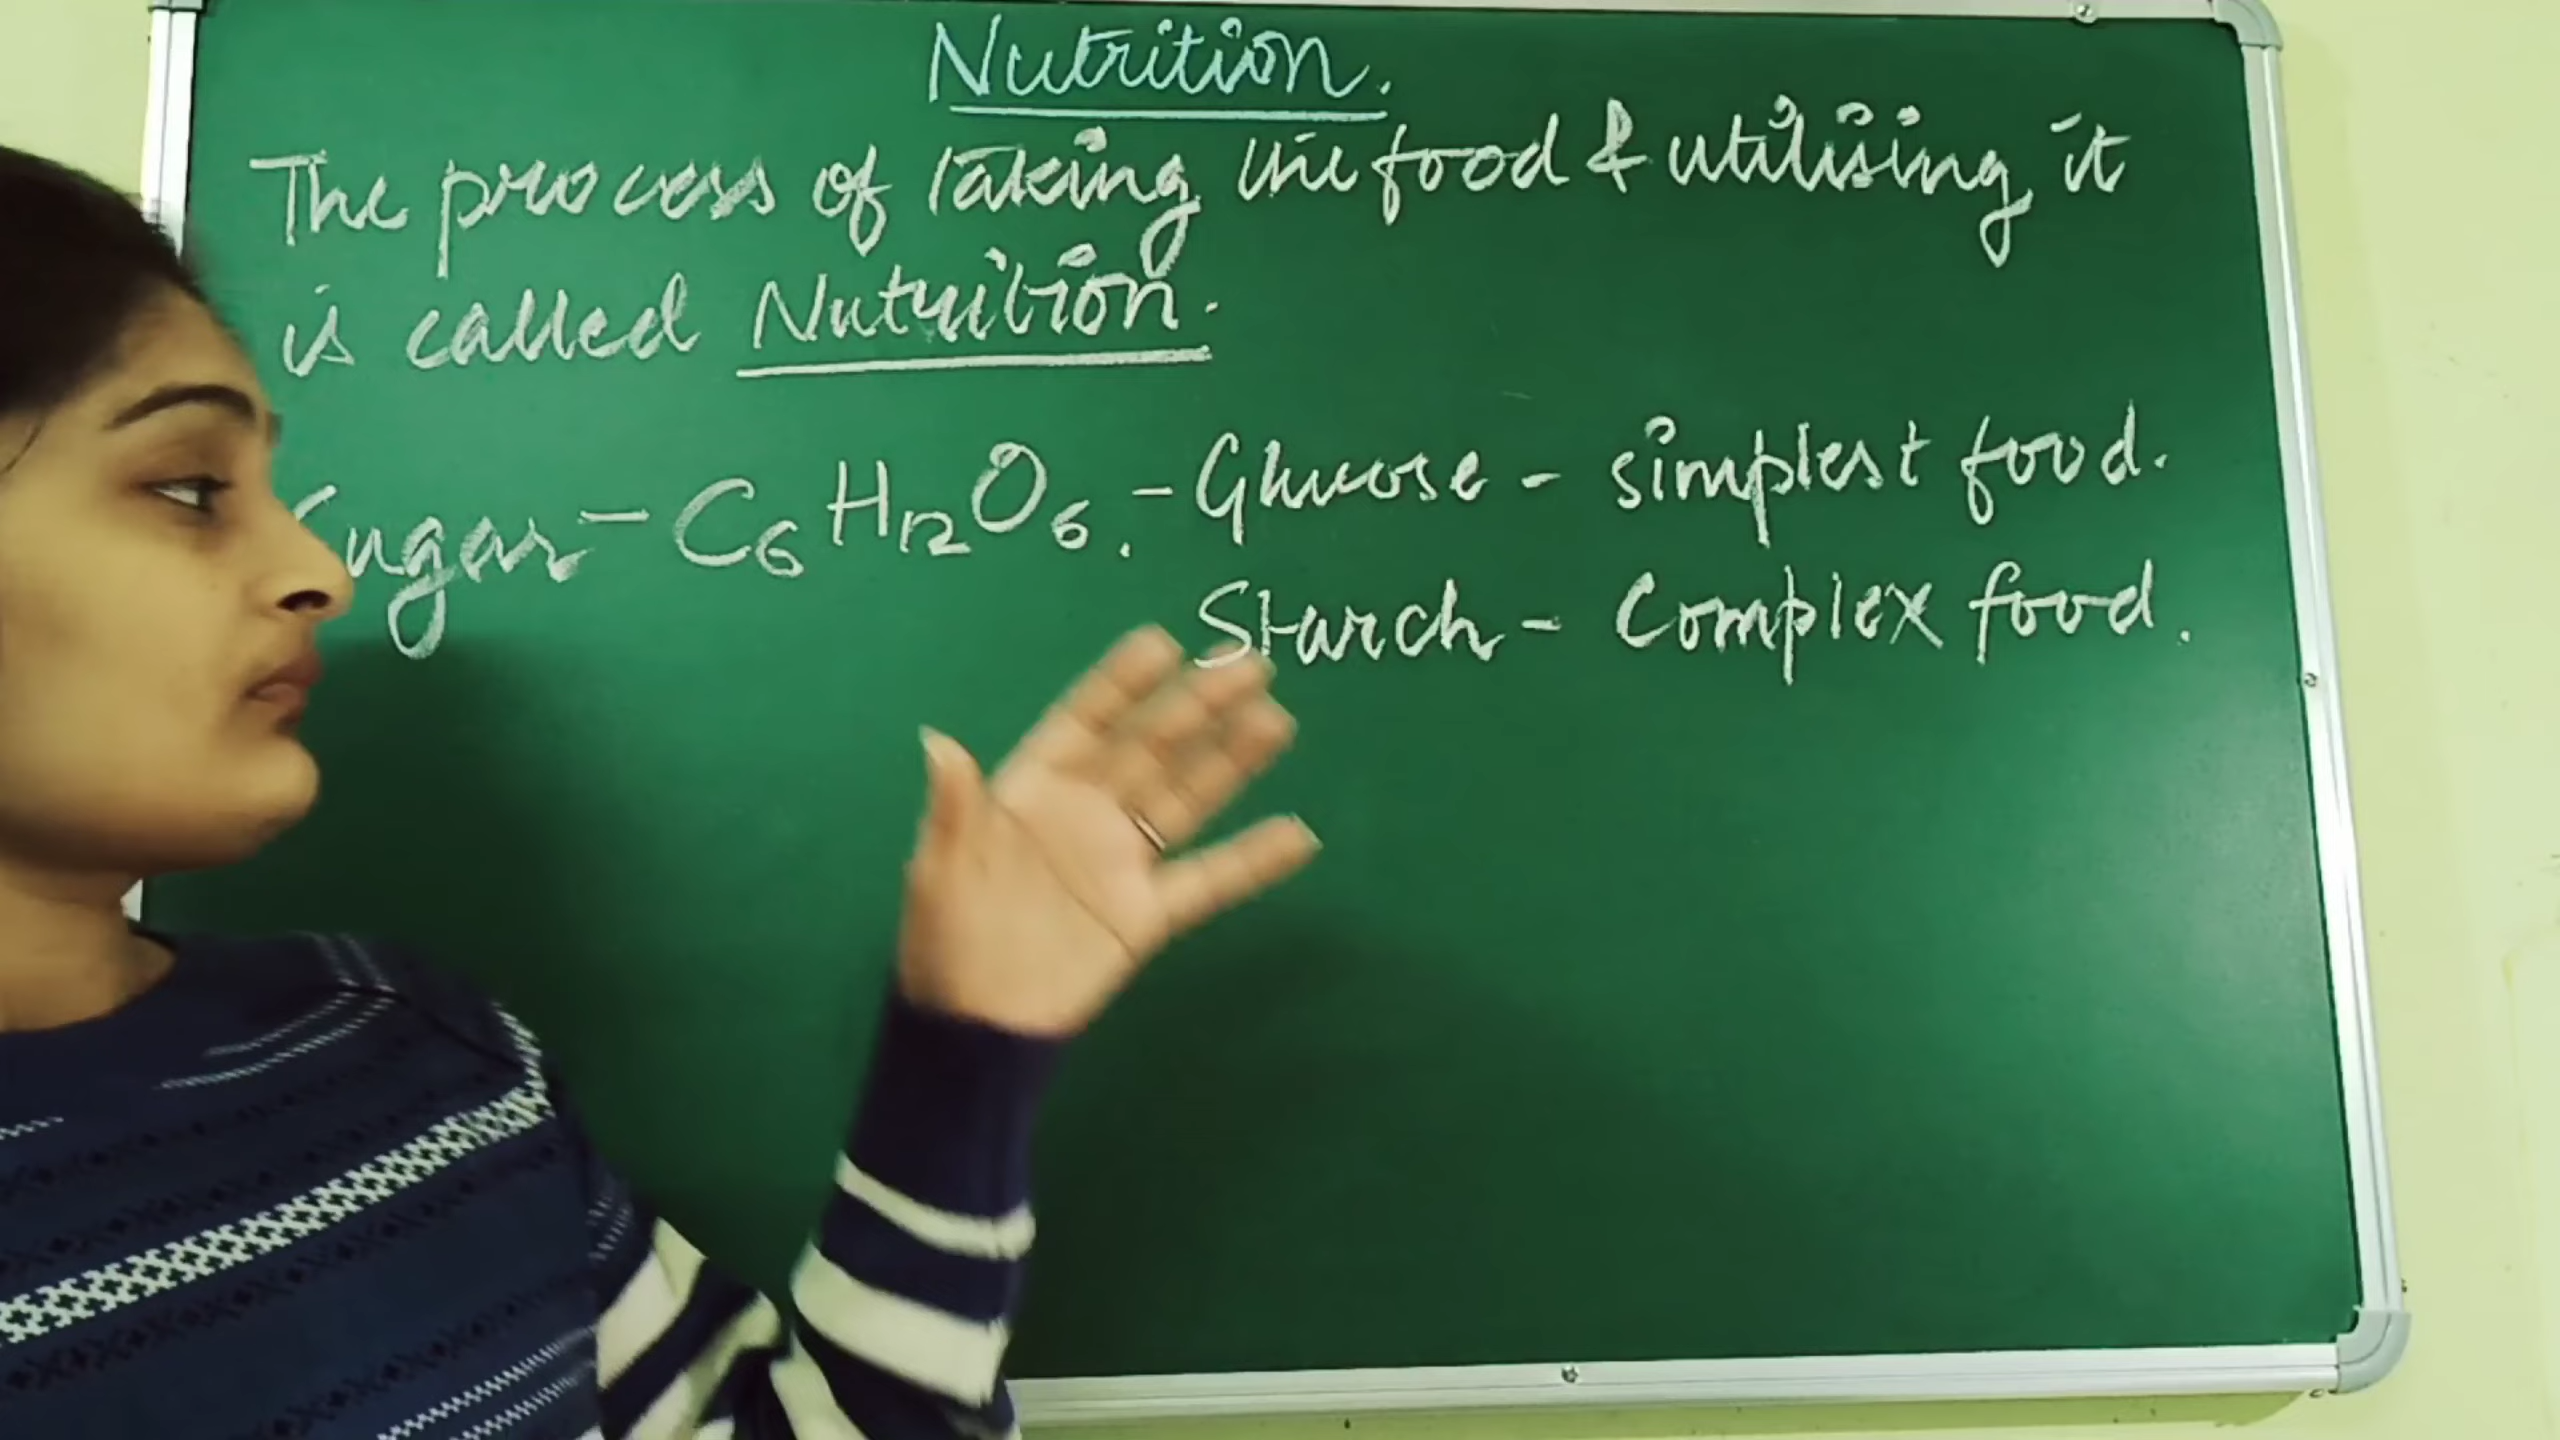 Nutrition.
The process of taking the food & utilising it
is called Nutrition.
Sugar - C₆H₁₂O₆. - Glucose - simplest food.
Starch - Complex food.